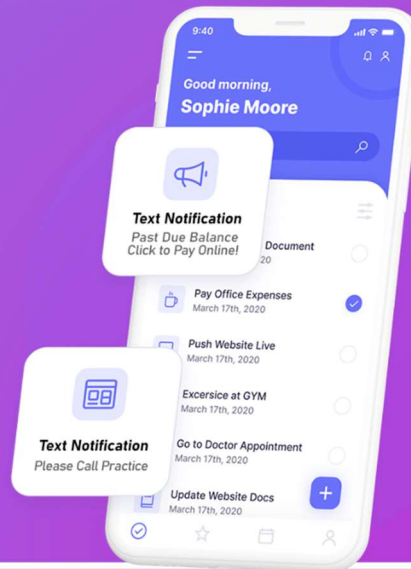 9:40
Good morning,
Sophie Moore
Text Notification
Past Due Balance
Click to Pay Online!
Document
20
Pay Office Expenses
March 17th, 2020
Push Website Live
March 17th, 2020
Excersice at GYM
March 17th, 2020
Text Notification
Please Call Practice
Go to Doctor Appointment
March 17th, 2020
Update Website Docs
March 17th, 2020